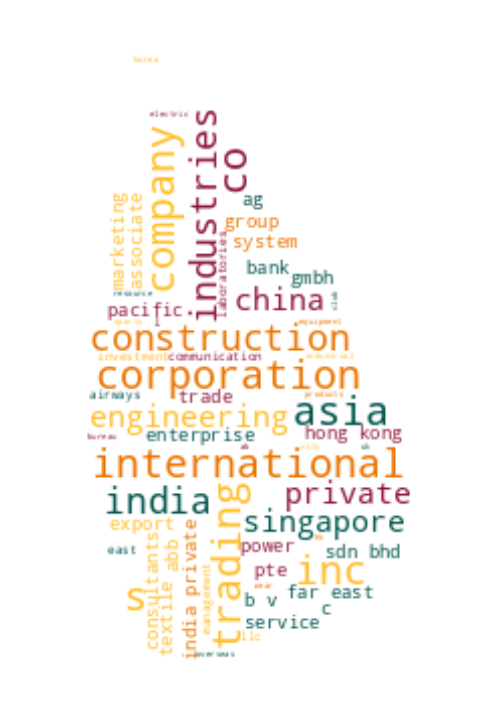 korea
electric
company
industries
co
marketing
associate
ag
group
laboratories
system
bank
gmbh
resource
china
pacific
equipment
construction
investment communication industrial
corporation
airways
trade
products
engineering
asia
bureau
enterprise
hong kong
international
india
private
trading
singapore
export
east
consultants
textile abb
india private
power
sdn bhd
management
pte
inc
s
b v
far east
c
service
llc
overseas